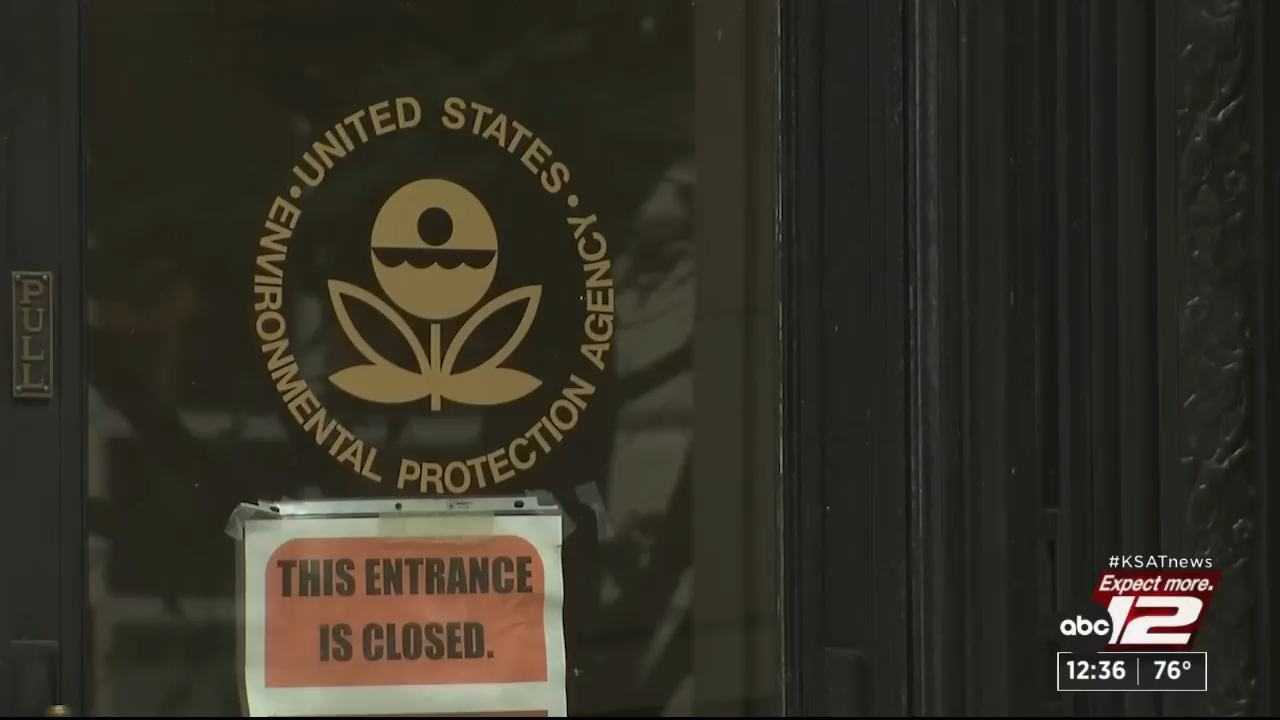 UNITED STATES • ENVIRONMENTAL PROTECTION AGENCY •
PULL
THIS ENTRANCE
IS CLOSED.
#KSATnews
Expect more.
abc 12
12:36 76°